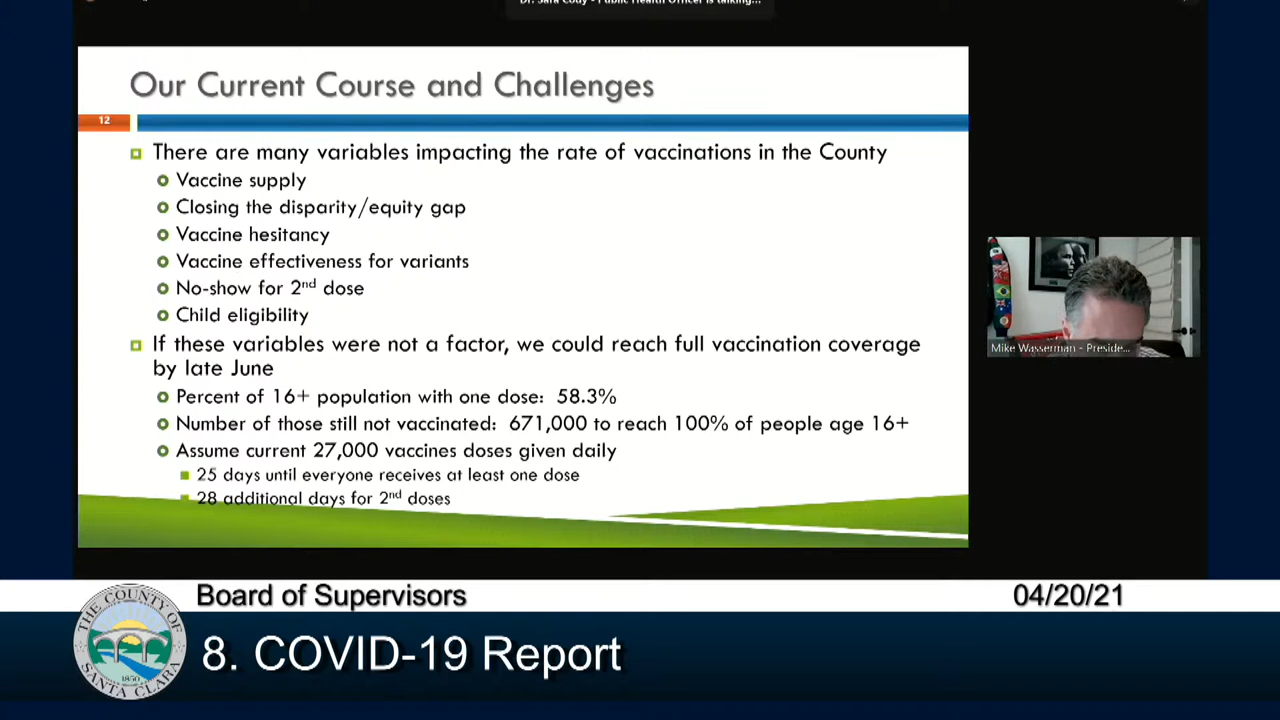 Dr. Sara Cody - Public Health Officer is talking...
Our Current Course and Challenges
12
There are many variables impacting the rate of vaccinations in the County
Vaccine supply
Closing the disparity/equity gap
Vaccine hesitancy
Vaccine effectiveness for variants
No-show for 2nd dose
Child eligibility
If these variables were not a factor, we could reach full vaccination coverage
by late June
Percent of 16+ population with one dose: 58.3%
Number of those still not vaccinated: 671,000 to reach 100% of people age 16+
Assume current 27,000 vaccines doses given daily
25 days until everyone receives at least one dose
28 additional days for 2nd doses
Mike Wasserman - Preside...
Board of Supervisors
04/20/21
THE COUNTY OF
SANTA CLARA
1850
8. COVID-19 Report